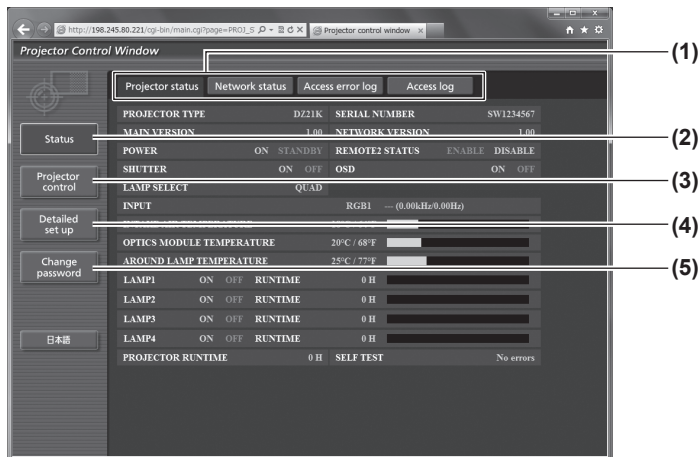 http://198.245.80.221/cgi-bin/main.cgi?page=PROJ_S
Projector control window
Projector Control Window
(1)
Projector status Network status Access error log Access log
PROJECTOR TYPE DZ21K SERIAL NUMBER SW1234567
MAIN VERSION 1.00 NETWORK VERSION 1.00
Status
(2)
POWER ON STANDBY REMOTE2 STATUS ENABLE DISABLE
SHUTTER ON OFF OSD ON OFF
Projector control
(3)
LAMP SELECT QUAD
INPUT RGB1 --- (0.00kHz/0.00Hz)
Detailed set up
(4)
OPTICS MODULE TEMPERATURE 20°C / 68°F
AROUND LAMP TEMPERATURE 25°C / 77°F
Change password
(5)
LAMP1 ON OFF RUNTIME 0 H
LAMP2 ON OFF RUNTIME 0 H
LAMP3 ON OFF RUNTIME 0 H
日本語
LAMP4 ON OFF RUNTIME 0 H
PROJECTOR RUNTIME 0 H SELF TEST No errors